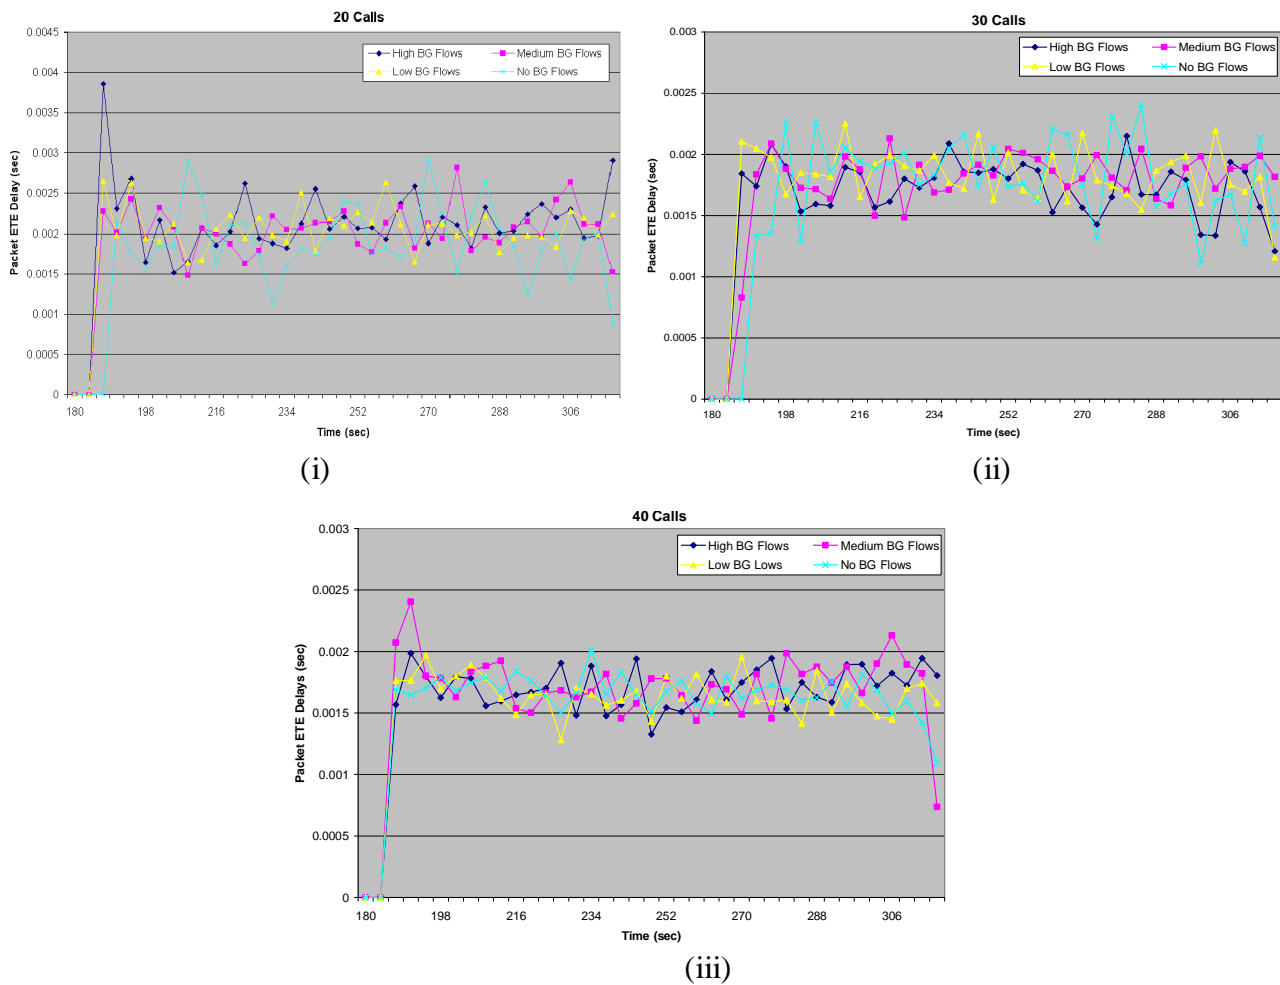 20 Calls
0.0045
0.004
0.0035
0.003
0.0025
0.002
0.0015
0.001
0.0005
0
Packet ETE Delay (sec)
High BG Flows
Medium BG Flows
Low BG Flows
No BG Flows
180 198 216 234 252 270 288 306
Time (sec)
(i)
30 Calls
0.003
0.0025
0.002
0.0015
0.001
0.0005
0
Packet ETE Delay (sec)
High BG Flows
Medium BG Flows
Low BG Flows
No BG Flows
180 198 216 234 252 270 288 306
Time (sec)
(ii)
40 Calls
0.003
0.0025
0.002
0.0015
0.001
0.0005
0
Packet ETE Delays (sec)
High BG Flows
Medium BG Flows
Low BG Lows
No BG Flows
180 198 216 234 252 270 288 306
Time (sec)
(iii)